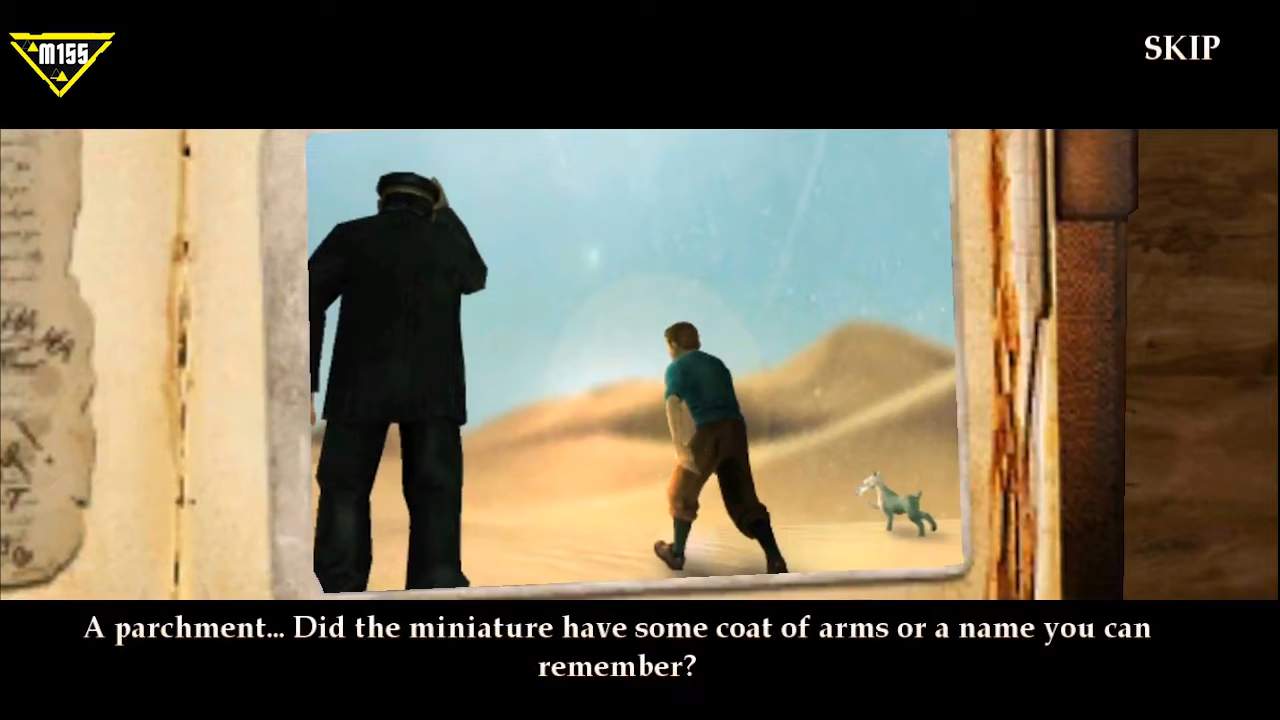 M155
SKIP
A parchment... Did the miniature have some coat of arms or a name you can
remember?